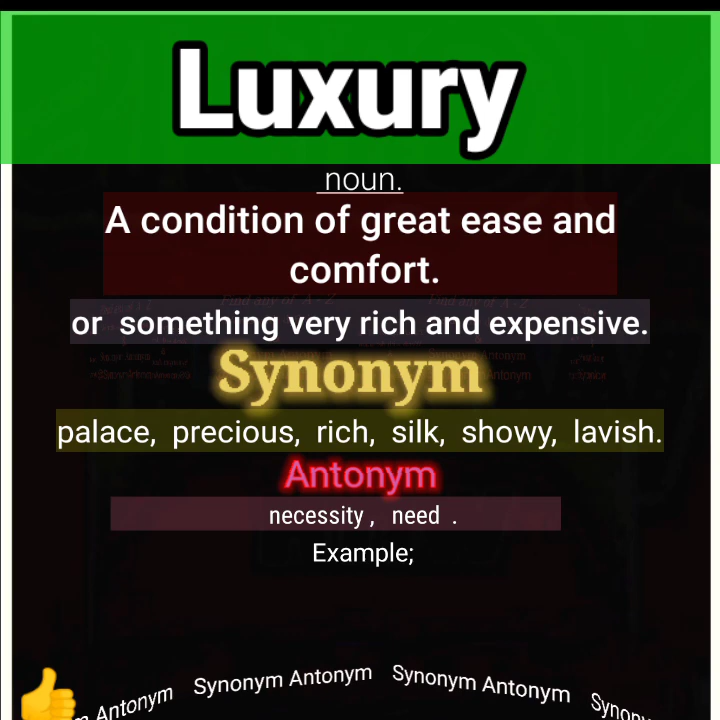 Luxury
noun.
A condition of great ease and
comfort.
or something very rich and expensive.
Synonym
palace, precious, rich, silk, showy, lavish.
Antonym
necessity , need .
Example;
Antonym Synonym Antonym Synonym Antonym